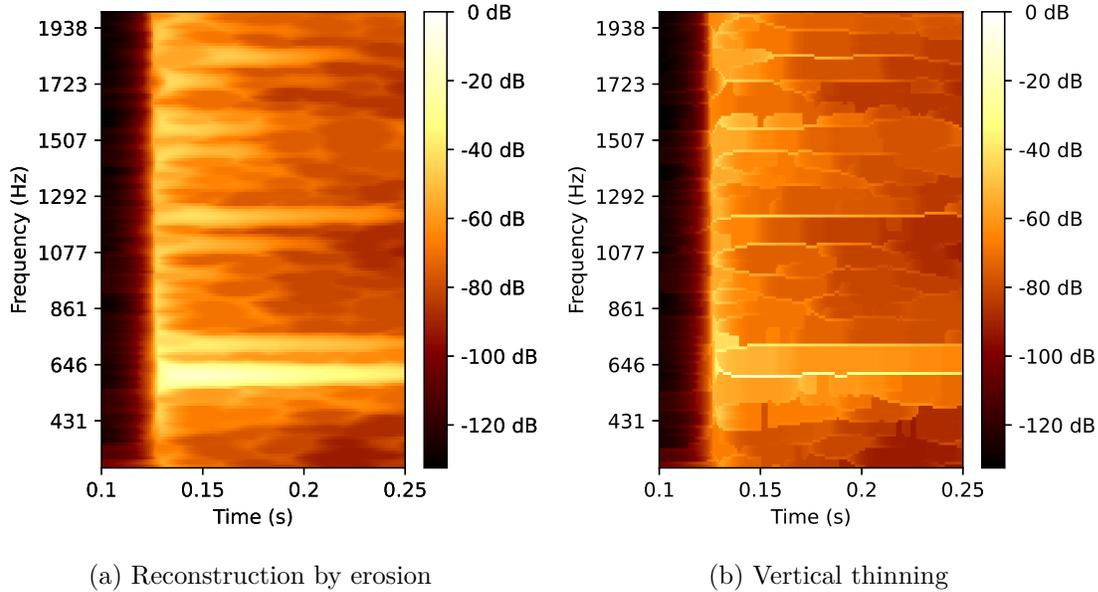 1938
1723
1507
1292
1077
861
646
431
Frequency (Hz)
0.1
0.15
0.2
0.25
Time (s)
0 dB
-20 dB
-40 dB
-60 dB
-80 dB
-100 dB
-120 dB
(a) Reconstruction by erosion
1938
1723
1507
1292
1077
861
646
431
Frequency (Hz)
0.1
0.15
0.2
0.25
Time (s)
0 dB
-20 dB
-40 dB
-60 dB
-80 dB
-100 dB
-120 dB
(b) Vertical thinning